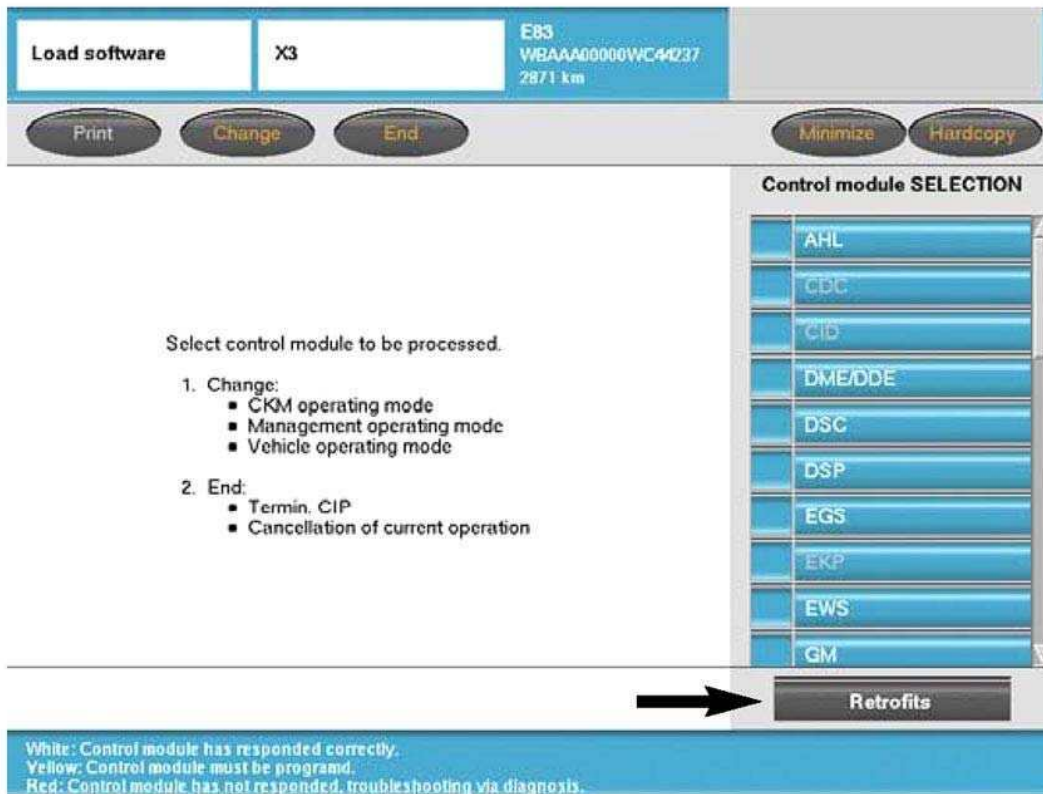 Load software
X3
E83
WBAAA00000WC44237
2871 km
Print
Change
End
Minimize
Hardcopy
Control module SELECTION
AHL
CDC
CID
DME/DDE
DSC
DSP
EGS
EKP
EWS
GM
Select control module to be processed.
1. Change:
▪ CKM operating mode
▪ Management operating mode
▪ Vehicle operating mode
2. End:
▪ Termin. CIP
▪ Cancellation of current operation
Retrofits
White: Control module has responded correctly.
Yellow: Control module must be programd.
Red: Control module has not responded, troubleshooting via diagnosis.